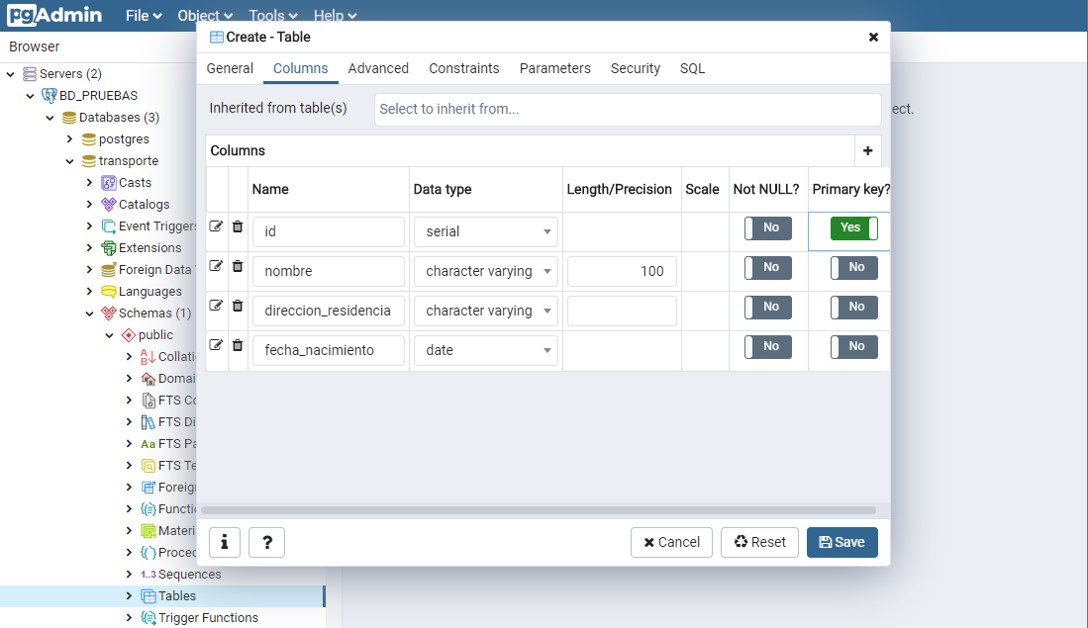 pgAdmin File Object Tools Help
Browser
Servers (2)
BD_PRUEBAS
Databases (3)
postgres
transporte
Casts
Catalogs
Event Triggers
Extensions
Foreign Data
Languages
Schemas (1)
public
Collati
Domai
FTS Co
FTS Di
FTS Pa
FTS Te
Foreig
Functi
Materi
Proced
1..3 Sequences
Tables
Trigger Functions
Create - Table
General Columns Advanced Constraints Parameters Security SQL
Inherited from table(s) Select to inherit from...
Columns +
Name Data type Length/Precision Scale Not NULL? Primary key?
id serial No Yes
nombre character varying 100 No No
direccion_residencia character varying No No
fecha_nacimiento date No No
i ? Cancel Reset Save
ect.